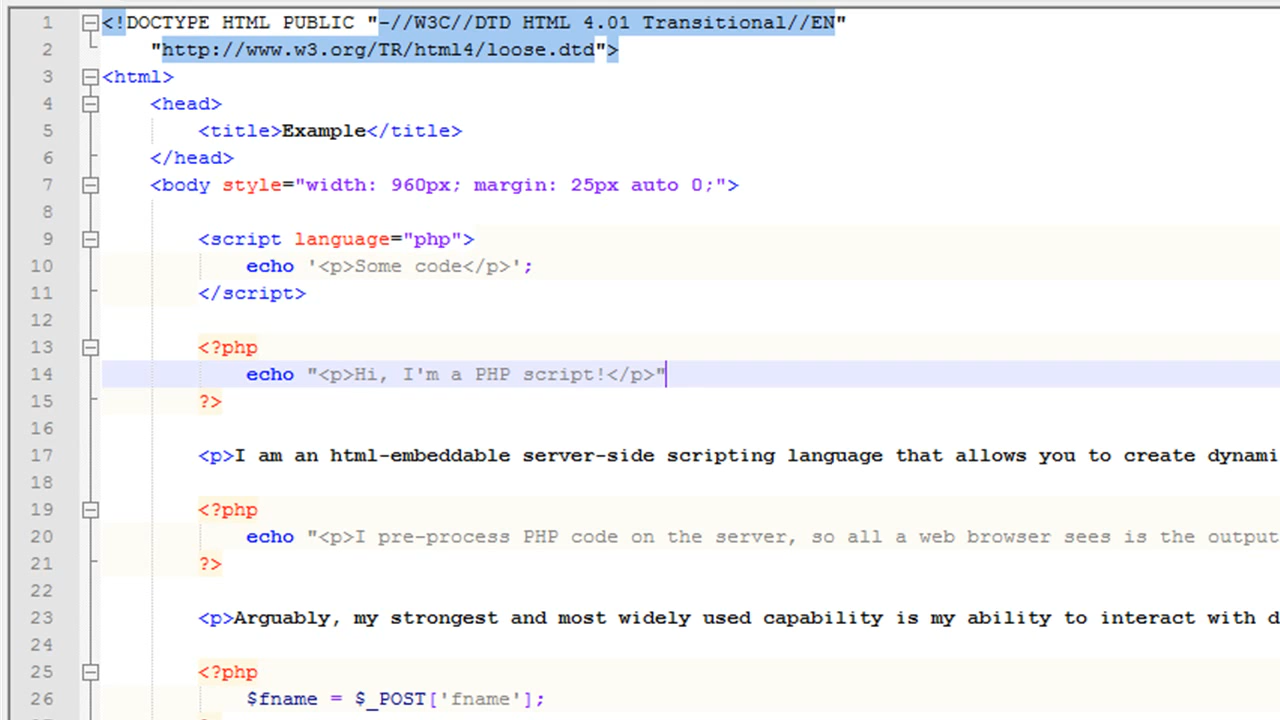 1 <!DOCTYPE HTML PUBLIC "-//W3C//DTD HTML 4.01 Transitional//EN"
2 "http://www.w3.org/TR/html4/loose.dtd">
3 <html>
4 <head>
5 <title>Example</title>
6 </head>
7 <body style="width: 960px; margin: 25px auto 0;">
8
9 <script language="php">
10 echo '<p>Some code</p>';
11 </script>
12
13 <?php
14 echo "<p>Hi, I'm a PHP script!</p>"
15 ?>
16
17 <p>I am an html-embeddable server-side scripting language that allows you to create dynami
18
19 <?php
20 echo "<p>I pre-process PHP code on the server, so all a web browser sees is the output
21 ?>
22
23 <p>Arguably, my strongest and most widely used capability is my ability to interact with d
24
25 <?php
26 $fname = $_POST['fname'];